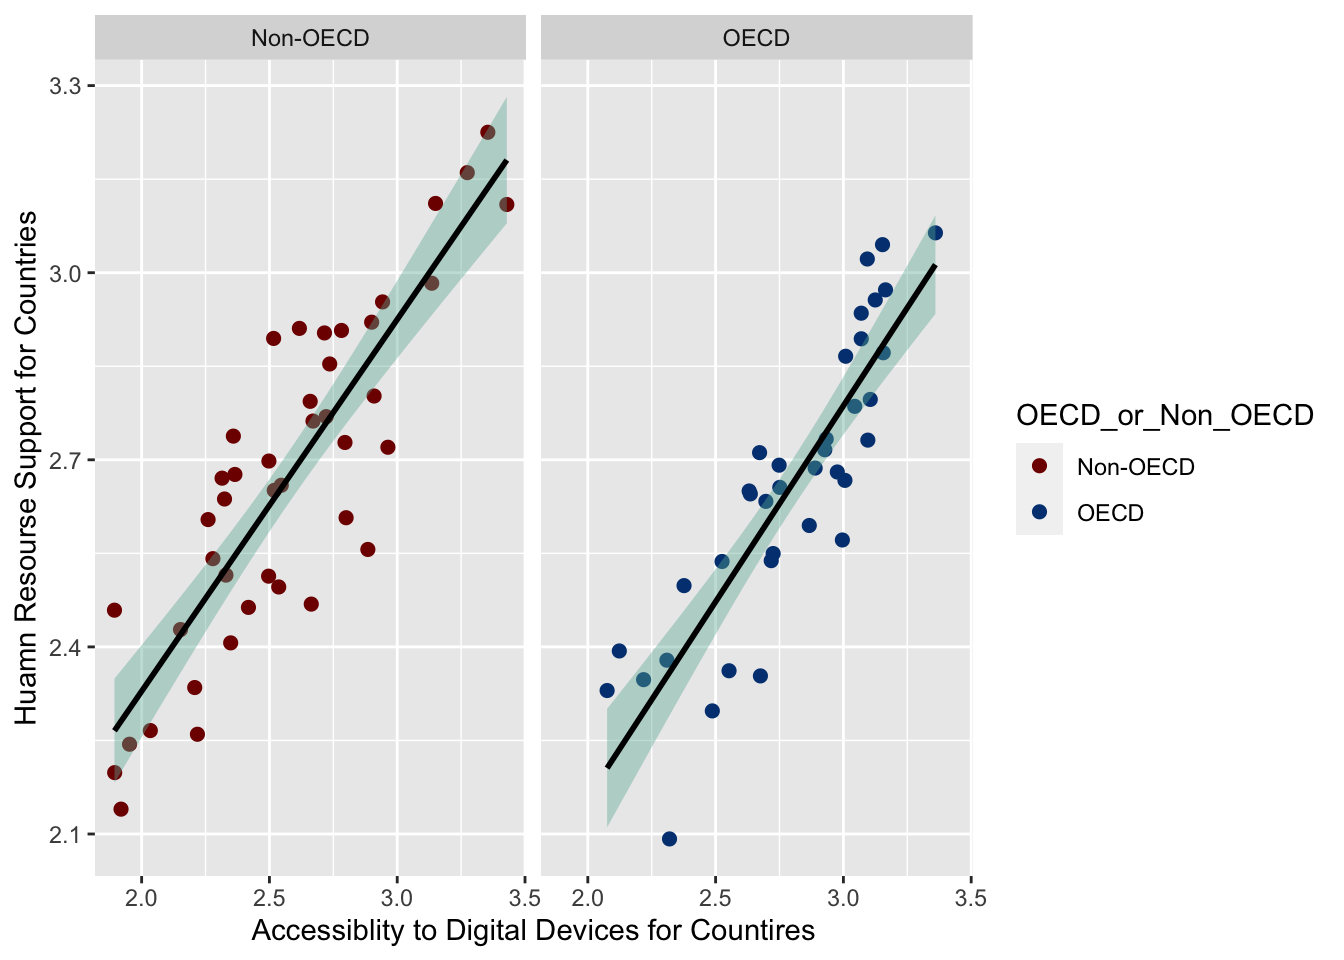 Non-OECD
OECD
3.3
3.0
2.7
2.4
2.1
Huamn Resourse Support for Countries
2.0
2.5
3.0
3.5
2.0
2.5
3.0
3.5
Accessiblity to Digital Devices for Countires
OECD_or_Non_OECD
Non-OECD
OECD